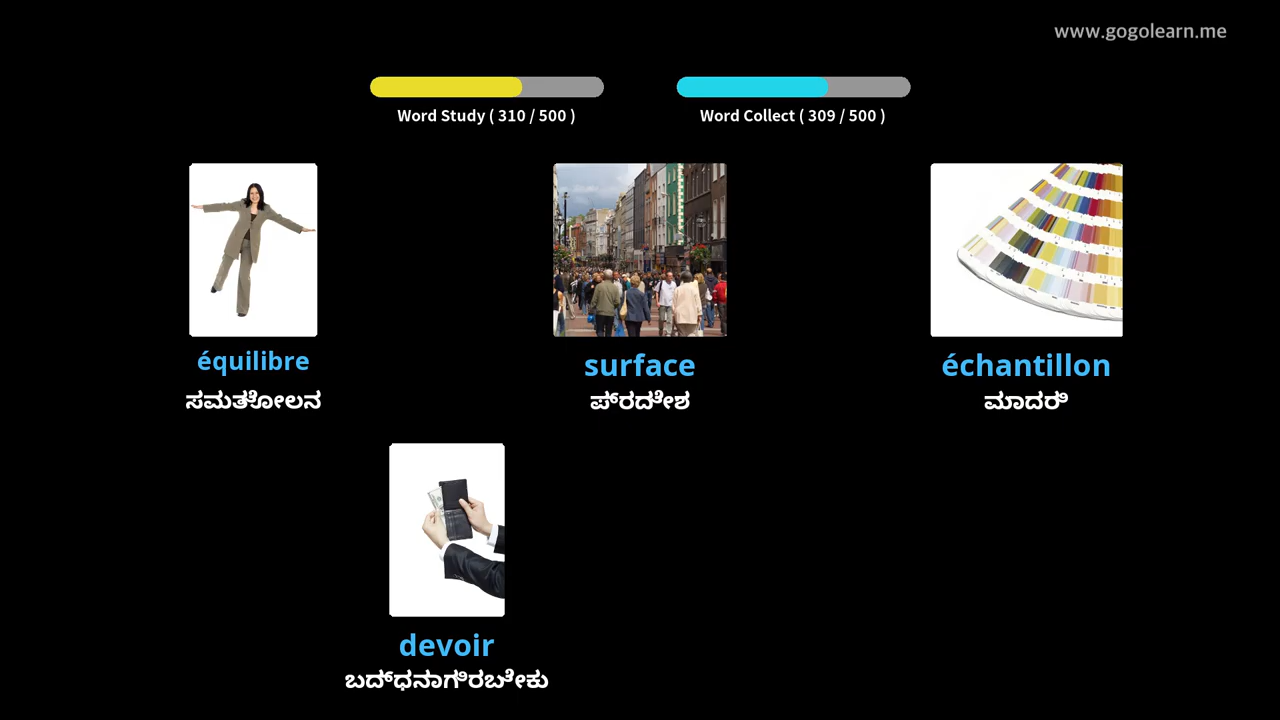 www.gogolearn.me
Word Study ( 310 / 500 )
Word Collect ( 309 / 500 )
équilibre
ಸಮತೋಲನ
surface
ಪ್ರದೇಶ
échantillon
ಮಾದರಿ
devoir
ಬದ್ಧನಾಗಿರಬೇಕು